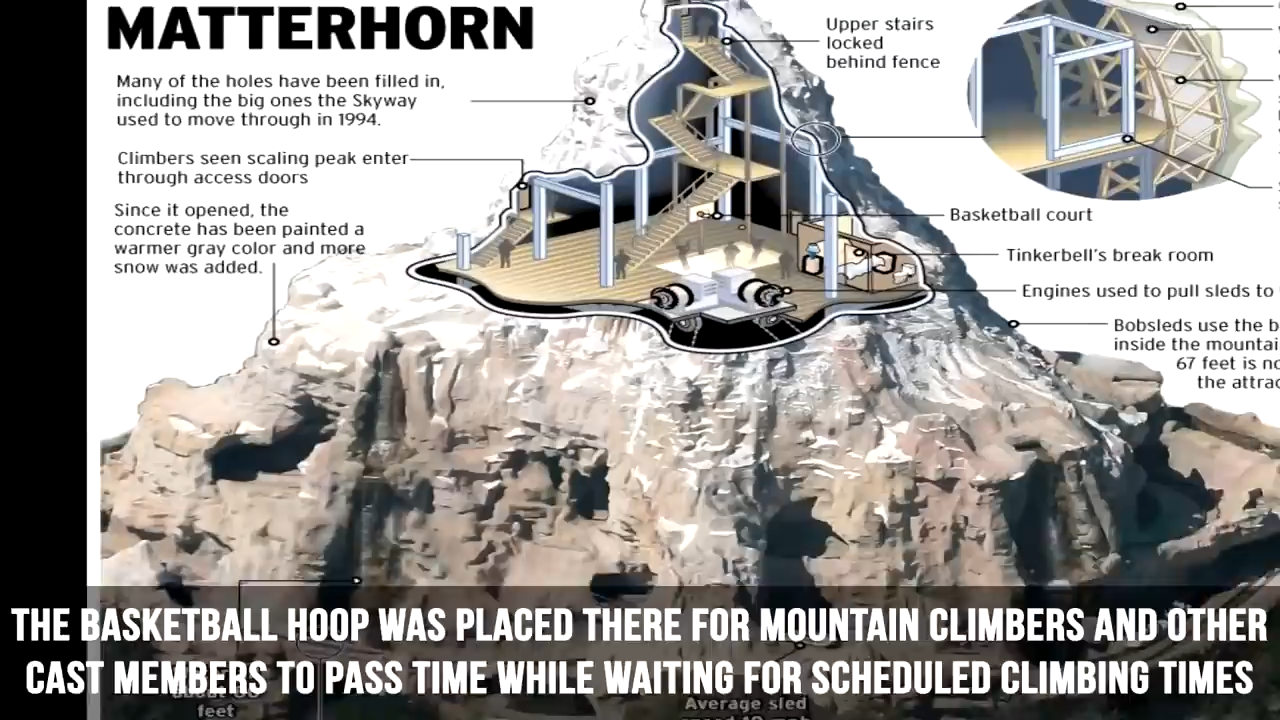 MATTERHORN
Many of the holes have been filled in,
including the big ones the Skyway
used to move through in 1994.
Climbers seen scaling peak enter
through access doors
Since it opened, the
concrete has been painted a
warmer gray color and more
snow was added.
Upper stairs
locked
behind fence
Basketball court
Tinkerbell's break room
Engines used to pull sleds to
Bobsleds use the b
inside the mountai
67 feet is no
the attrac
THE BASKETBALL HOOP WAS PLACED THERE FOR MOUNTAIN CLIMBERS AND OTHER
CAST MEMBERS TO PASS TIME WHILE WAITING FOR SCHEDULED CLIMBING TIMES
feet
Average sled